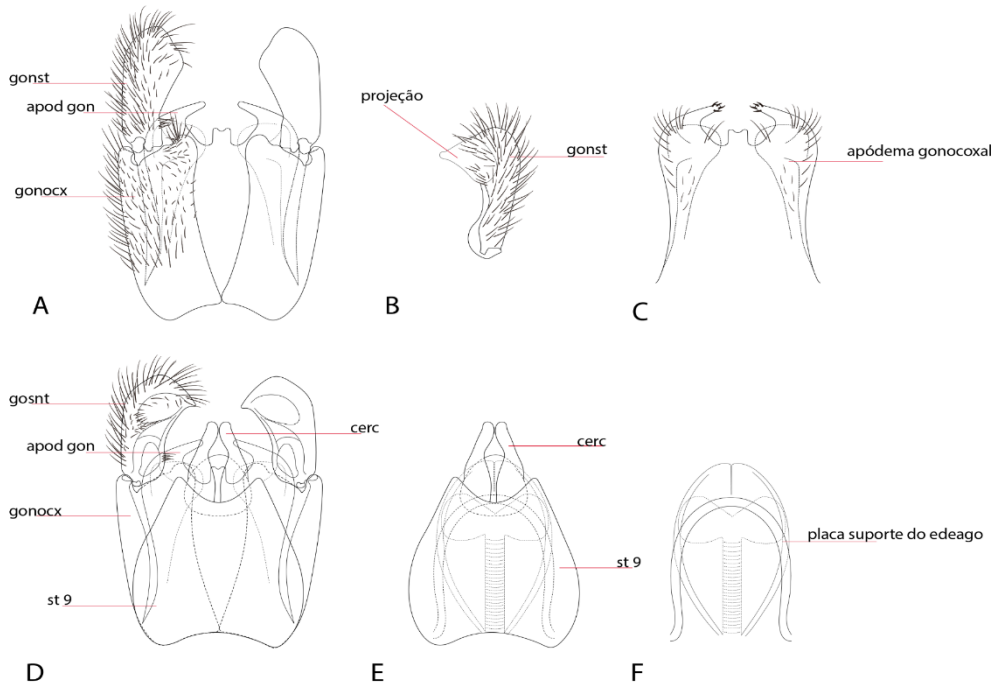 gonst
apod gon
gonocx
A
projeção
gonst
B
apódema gonocoxal
C
gosnt
apod gon
gonocx
st 9
cerc
D
cerc
st 9
E
placa suporte do edeago
F